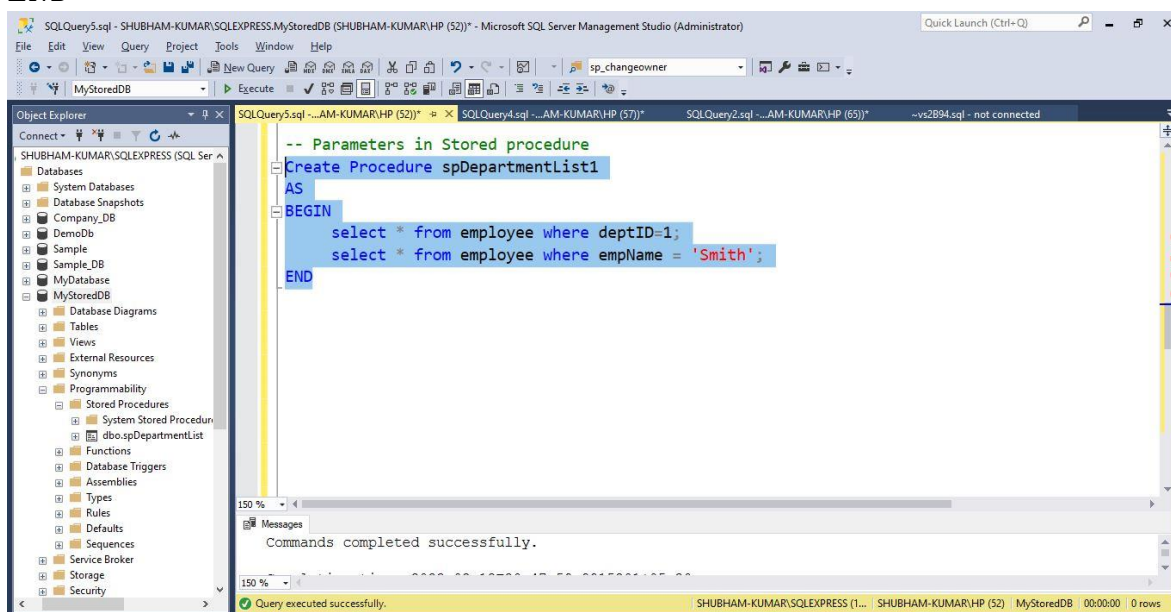 SQLQuery5.sql - SHUBHAM-KUMAR\SQLEXPRESS.MyStoredDB (SHUBHAM-KUMAR\HP (52))* - Microsoft SQL Server Management Studio (Administrator)
Quick Launch (Ctrl+Q)
File Edit View Query Project Tools Window Help
New Query
sp_changeowner
MyStoredDB
Execute
Object Explorer
SQLQuery5.sql -...AM-KUMAR\HP (52))*
SQLQuery4.sql -...AM-KUMAR\HP (57))*
SQLQuery2.sql -...AM-KUMAR\HP (65))*
~vs2B94.sql - not connected
Connect
SHUBHAM-KUMAR\SQLEXPRESS (SQL Ser
Databases
System Databases
Database Snapshots
Company_DB
DemoDb
Sample
Sample_DB
MyDatabase
MyStoredDB
Database Diagrams
Tables
Views
External Resources
Synonyms
Programmability
Stored Procedures
System Stored Procedur
dbo.spDepartmentList
Functions
Database Triggers
Assemblies
Types
Rules
Defaults
Sequences
Service Broker
Storage
Security
-- Parameters in Stored procedure
Create Procedure spDepartmentList1
AS
BEGIN
select * from employee where deptID=1;
select * from employee where empName = 'Smith';
END
150 %
Messages
Commands completed successfully.
150 %
Query executed successfully.
SHUBHAM-KUMAR\SQLEXPRESS (1...
SHUBHAM-KUMAR\HP (52)
MyStoredDB
00:00:00
0 rows